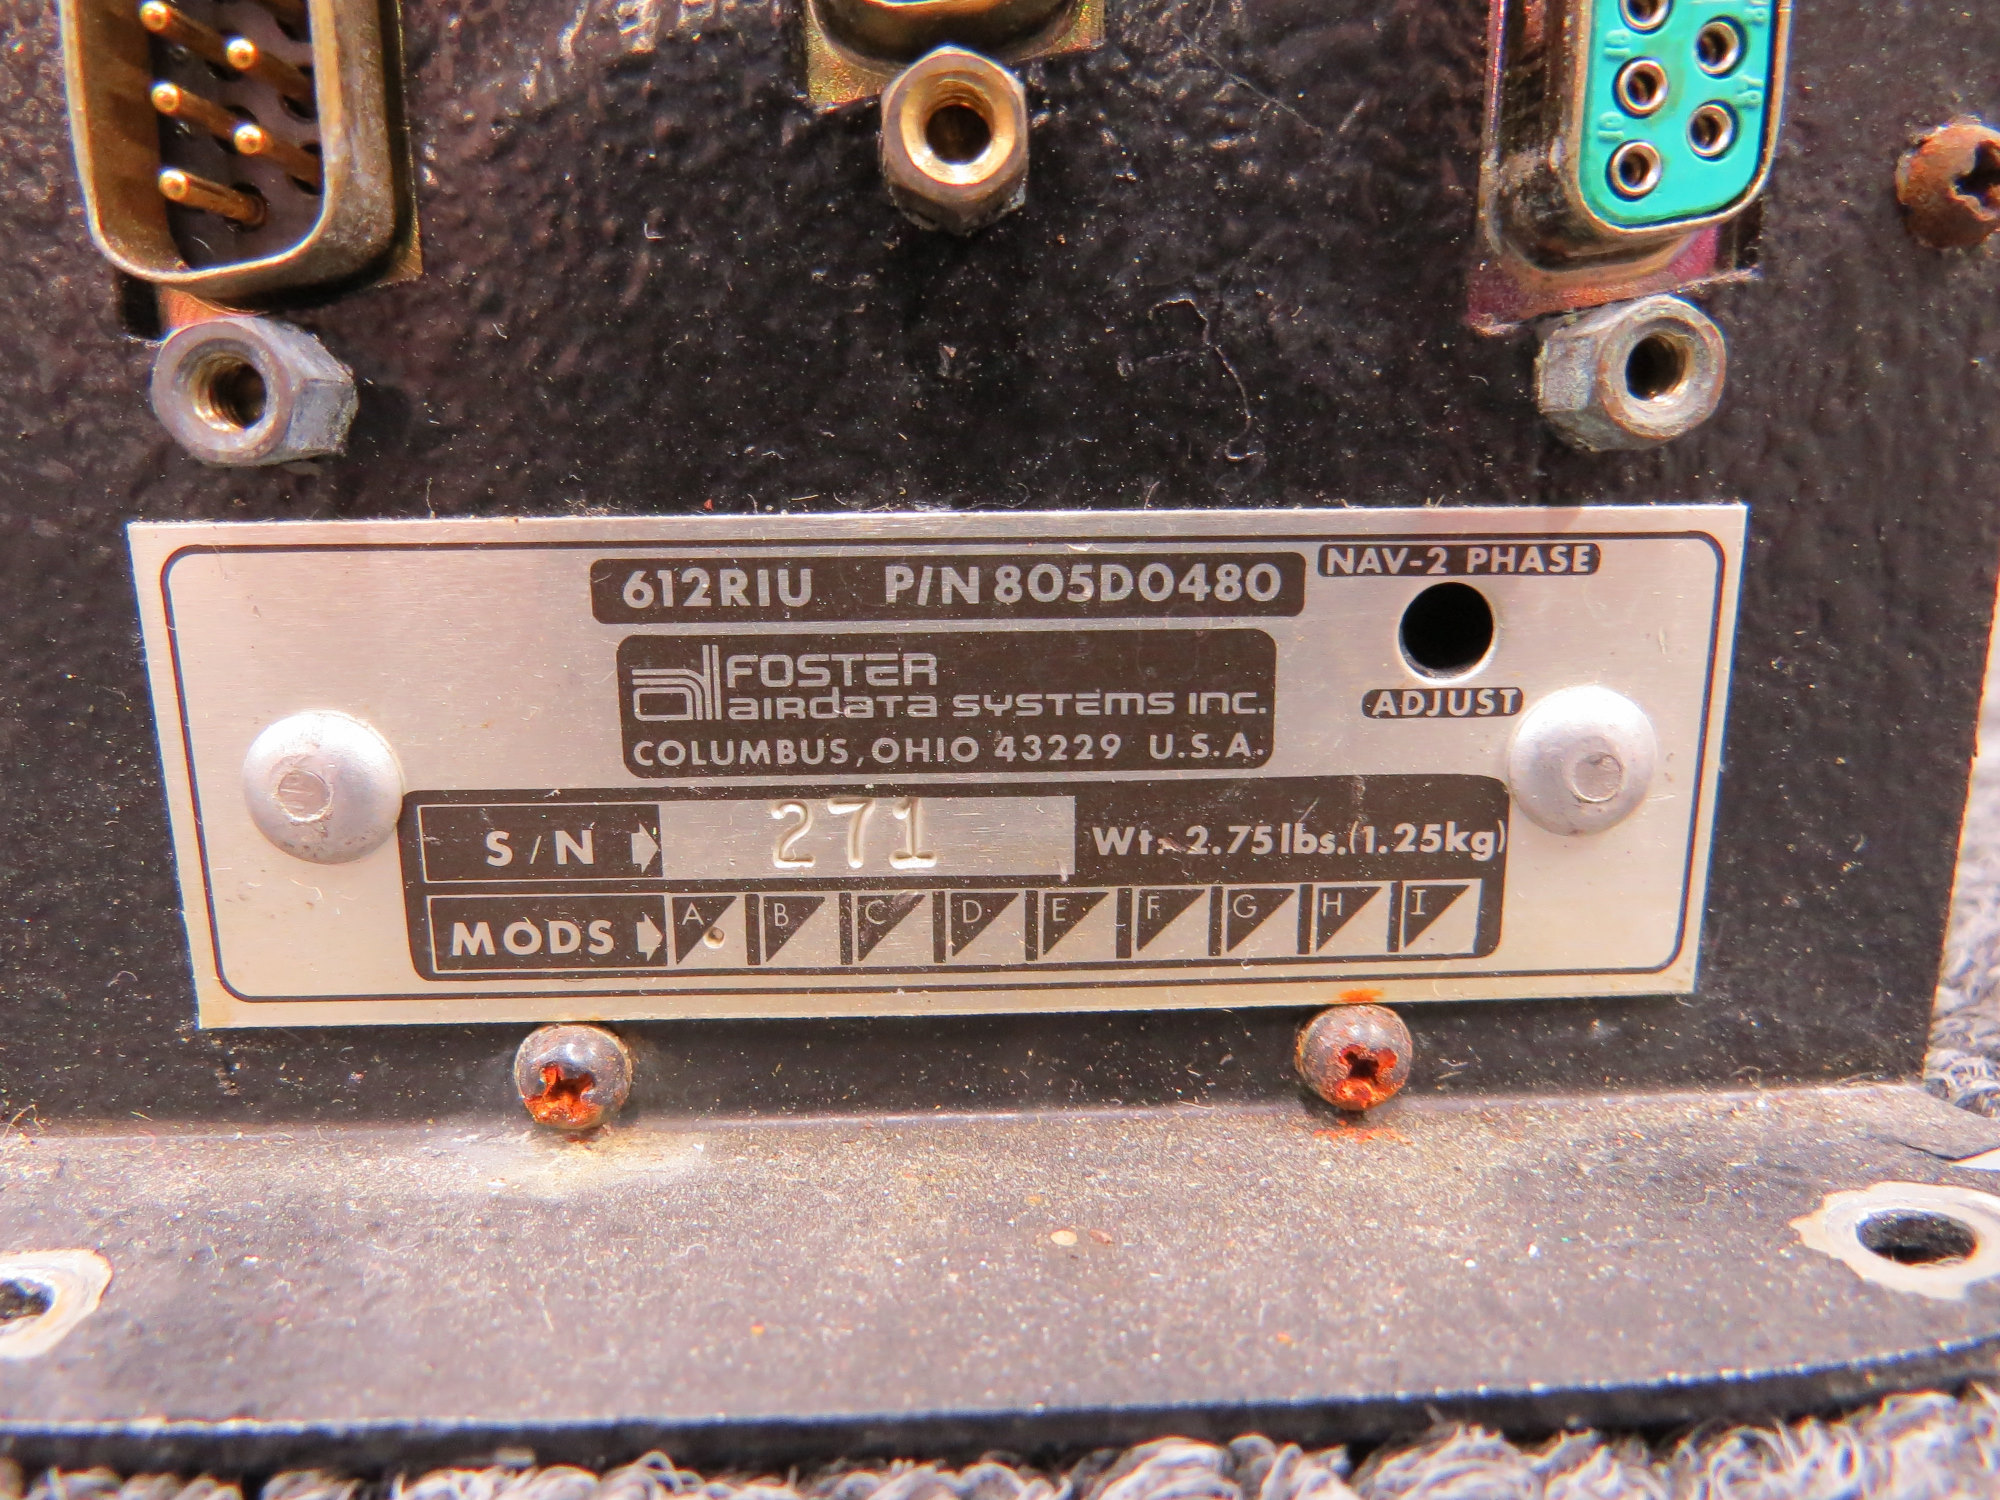 612RIU P/N 805D0480
NAV-2 PHASE
ADJUST
FOSTER
AIRDATA SYSTEMS INC.
COLUMBUS, OHIO 43229 U.S.A.
S/N 271 Wt. 2.75 lbs. (1.25kg)
MODS A B C D E F G H I